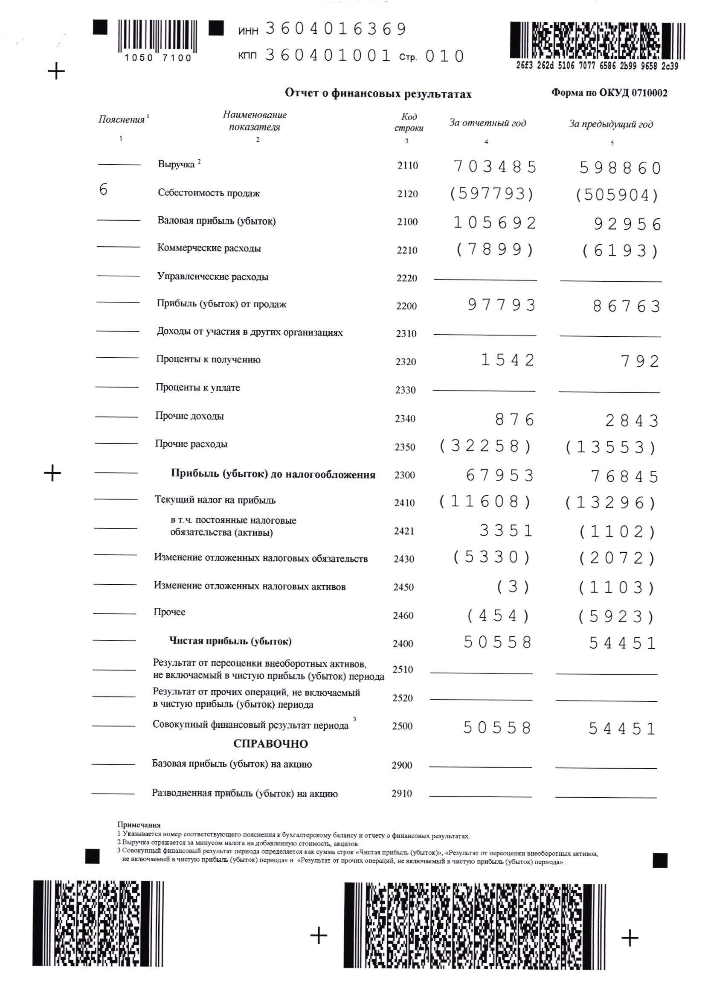 ИНН 3604016369
1050 7100
КПП 360401001 Стр. 010
26f3 262d 5106 7077 6586 2b99 9658 2c39
Отчет о финансовых результатах
Форма по ОКУД 0710002
Пояснения 1 Наименование показателя Код строки За отчетный год За предыдущий год
1 2 3 4 5
Выручка 2 2110 703485 598860
6 Себестоимость продаж 2120 (597793) (505904)
Валовая прибыль (убыток) 2100 105692 92956
Коммерческие расходы 2210 (7899) (6193)
Управленческие расходы 2220
Прибыль (убыток) от продаж 2200 97793 86763
Доходы от участия в других организациях 2310
Проценты к получению 2320 1542 792
Проценты к уплате 2330
Прочие доходы 2340 876 2843
Прочие расходы 2350 (32258) (13553)
Прибыль (убыток) до налогообложения 2300 67953 76845
Текущий налог на прибыль 2410 (11608) (13296)
в т.ч. постоянные налоговые
обязательства (активы) 2421 3351 (1102)
Изменение отложенных налоговых обязательств 2430 (5330) (2072)
Изменение отложенных налоговых активов 2450 (3) (1103)
Прочее 2460 (454) (5923)
Чистая прибыль (убыток) 2400 50558 54451
Результат от переоценки внеоборотных активов,
не включаемый в чистую прибыль (убыток) периода 2510
Результат от прочих операций, не включаемый
в чистую прибыль (убыток) периода 2520
Совокупный финансовый результат периода 3 2500 50558 54451
СПРАВОЧНО
Базовая прибыль (убыток) на акцию 2900
Разводненная прибыль (убыток) на акцию 2910
Примечания
1 Указывается номер соответствующего пояснения к бухгалтерскому балансу и отчету о финансовых результатах.
2 Выручка отражается за минусом налога на добавленную стоимость, акцизов.
3 Совокупный финансовый результат периода определяется как сумма строк «Чистая прибыль (убыток)», «Результат от переоценки внеоборотных активов,
не включаемый в чистую прибыль (убыток) периода» и «Результат от прочих операций, не включаемый в чистую прибыль (убыток) периода» .